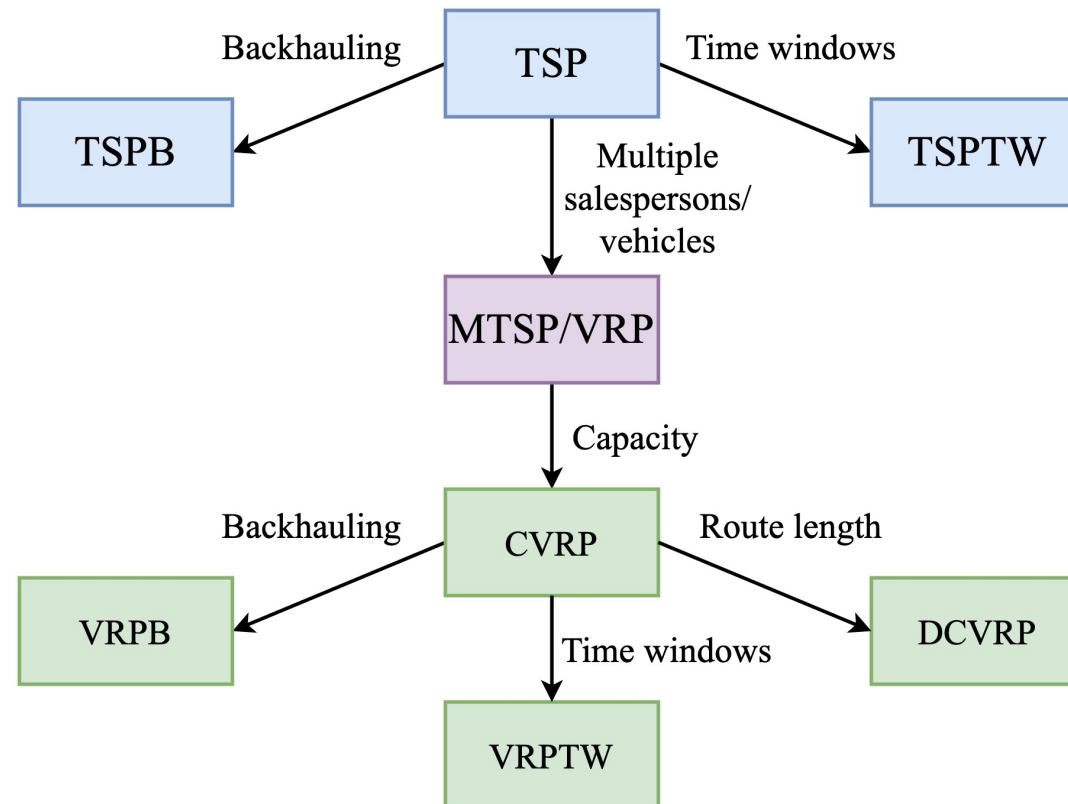 Backhauling
TSP
Time windows
TSPB
TSPTW
Multiple
salespersons/
vehicles
MTSP/VRP
Capacity
Backhauling
CVRP
Route length
VRPB
DCVRP
Time windows
VRPTW